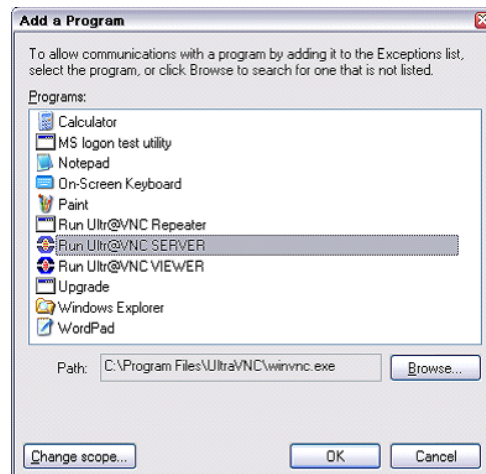 Add a Program
To allow communications with a program by adding it to the Exceptions list,
select the program, or click Browse to search for one that is not listed.
Programs:
Calculator
MS logon test utility
Notepad
On-Screen Keyboard
Paint
Run Ultr@VNC Repeater
Run Ultr@VNC SERVER
Run Ultr@VNC VIEWER
Upgrade
Windows Explorer
WordPad
Path: C:\Program Files\UltraVNC\winvnc.exe Browse...
Change scope... OK Cancel